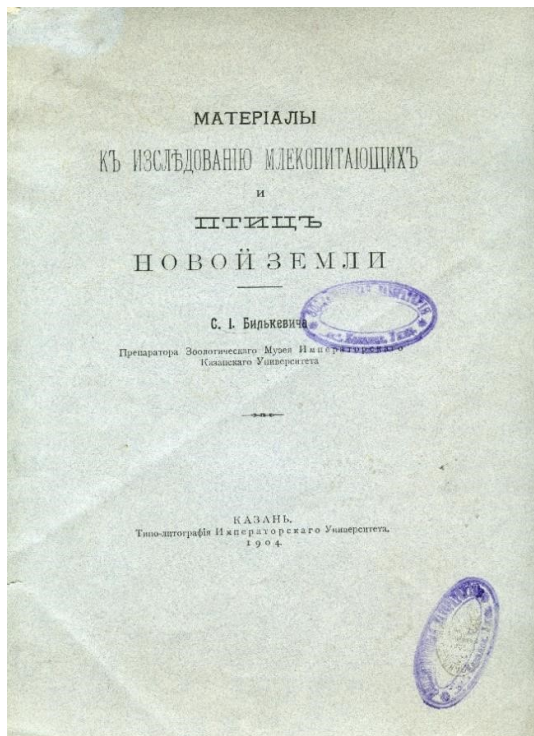 МАТЕРІАЛЫ
КЪ ИЗСЛѢДОВАНІЮ МЛЕКОПИТАЮЩИХЪ
И
ПТИЦЪ
НОВОЙ ЗЕМЛИ
С. І. Билькевича
Препаратора Зоологическаго Музея Императорскаго
Казанскаго Университета
КАЗАНЬ.
Типо-литографія Императорскаго Университета.
1904.